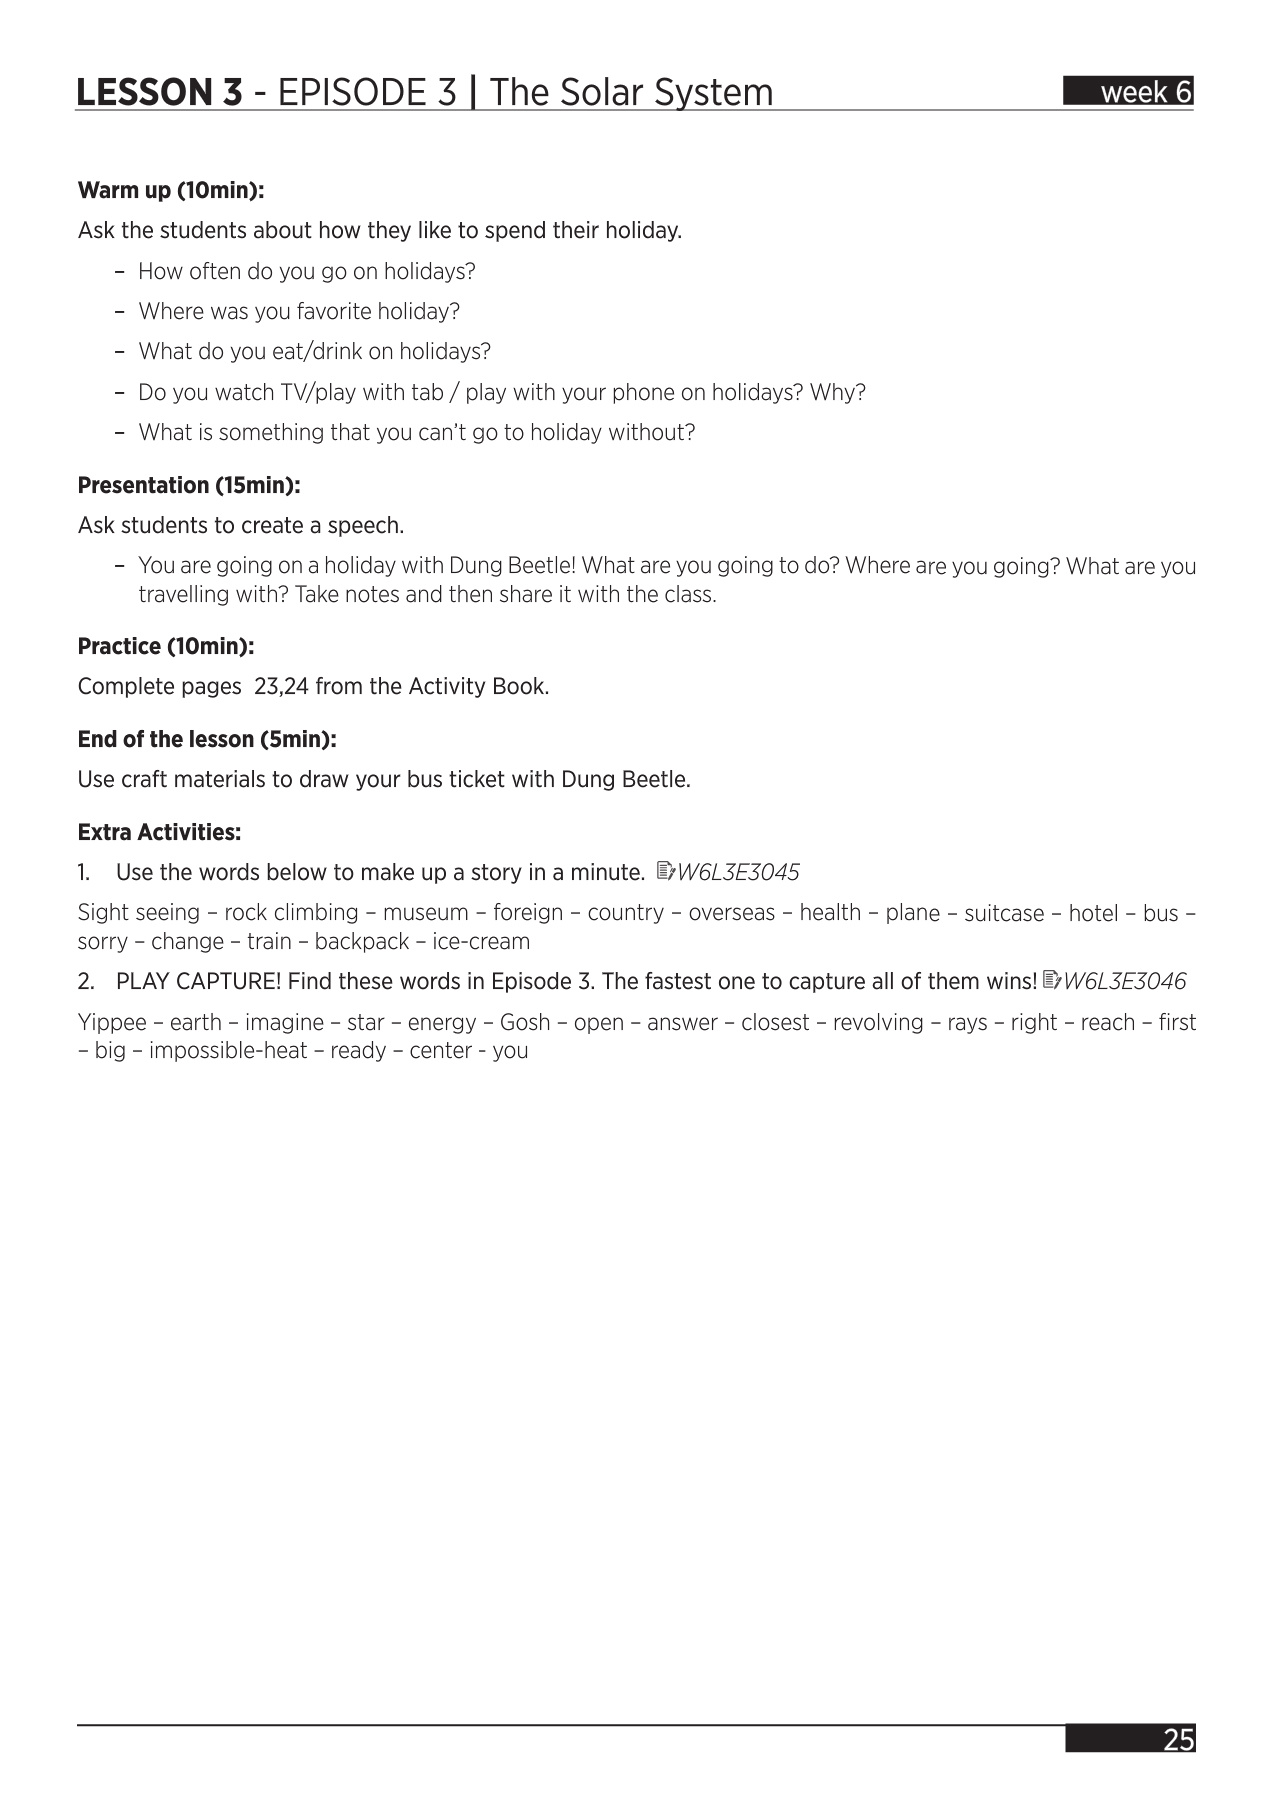 LESSON 3 - EPISODE 3 | The Solar System
week 6
Warm up (10min):
Ask the students about how they like to spend their holiday.
– How often do you go on holidays?
– Where was you favorite holiday?
– What do you eat/drink on holidays?
– Do you watch TV/play with tab / play with your phone on holidays? Why?
– What is something that you can't go to holiday without?
Presentation (15min):
Ask students to create a speech.
– You are going on a holiday with Dung Beetle! What are you going to do? Where are you going? What are you
travelling with? Take notes and then share it with the class.
Practice (10min):
Complete pages  23,24 from the Activity Book.
End of the lesson (5min):
Use craft materials to draw your bus ticket with Dung Beetle.
Extra Activities:
1. Use the words below to make up a story in a minute. W6L3E3045
Sight seeing – rock climbing – museum – foreign – country – overseas – health – plane – suitcase – hotel – bus –
sorry – change – train – backpack – ice-cream
2. PLAY CAPTURE! Find these words in Episode 3. The fastest one to capture all of them wins! W6L3E3046
Yippee – earth – imagine – star – energy – Gosh – open – answer – closest – revolving – rays – right – reach – first
– big – impossible-heat – ready – center - you
25